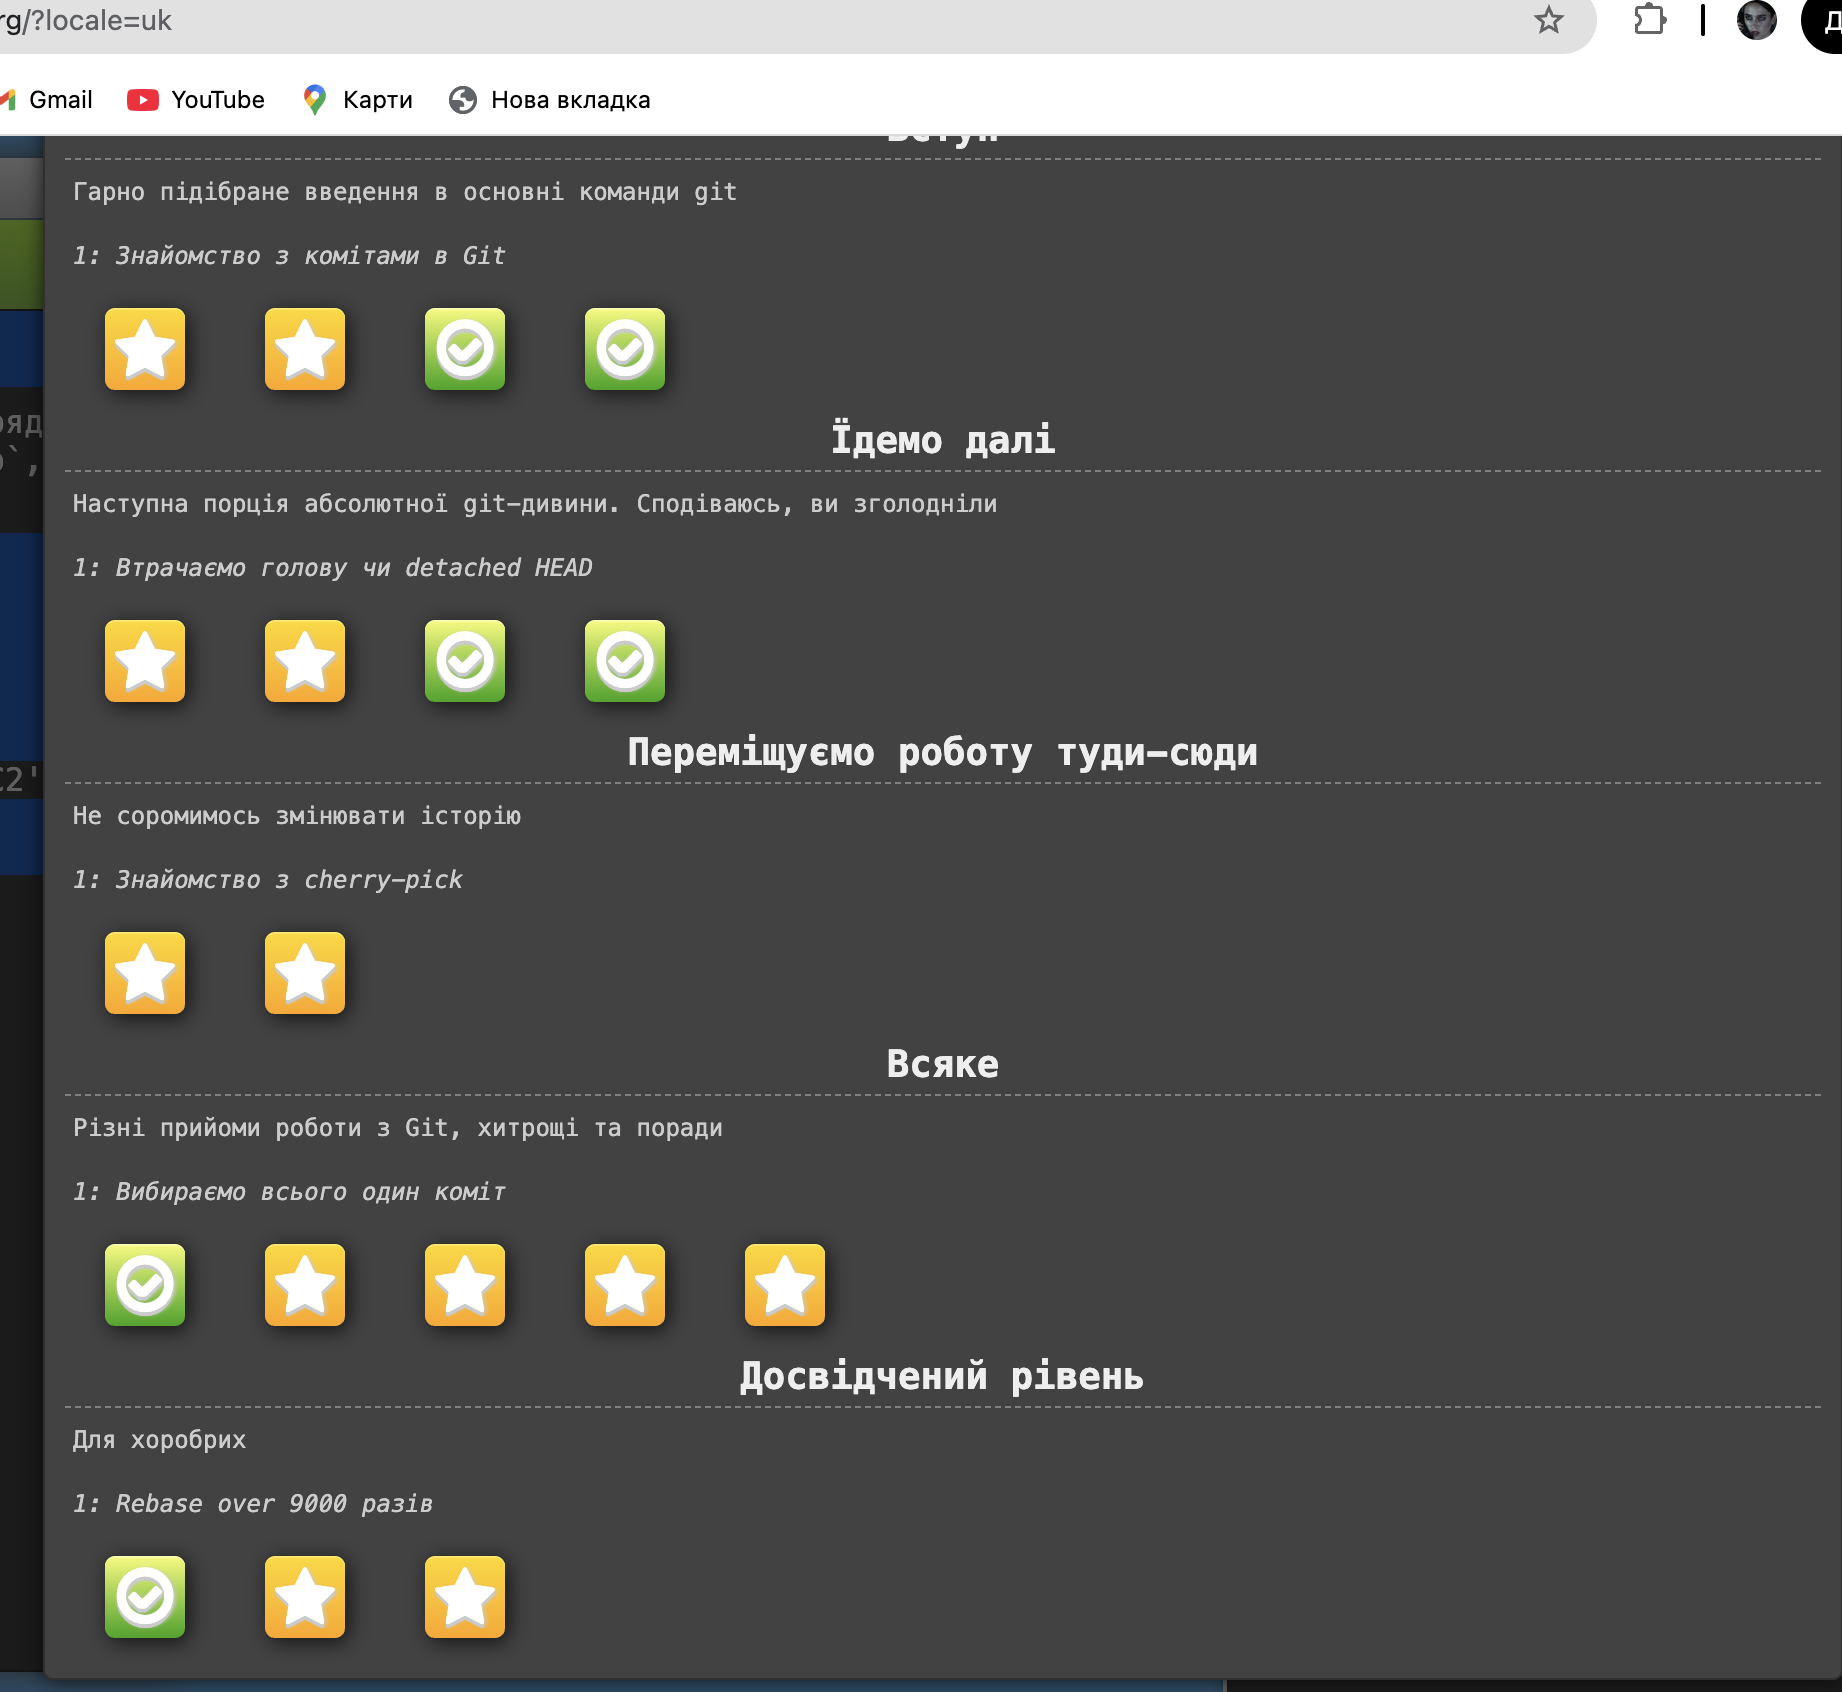 rg/?locale=uk
Gmail YouTube Карти Нова вкладка
Вступ
Гарно підібране введення в основні команди git
1: Знайомство з комітами в Git
Їдемо далі
Наступна порція абсолютної git-дивини. Сподіваюсь, ви зголодніли
1: Втрачаємо голову чи detached HEAD
Переміщуємо роботу туди-сюди
Не соромимось змінювати історію
1: Знайомство з cherry-pick
Всяке
Різні прийоми роботи з Git, хитрощі та поради
1: Вибираємо всього один коміт
Досвідчений рівень
Для хоробрих
1: Rebase over 9000 разів